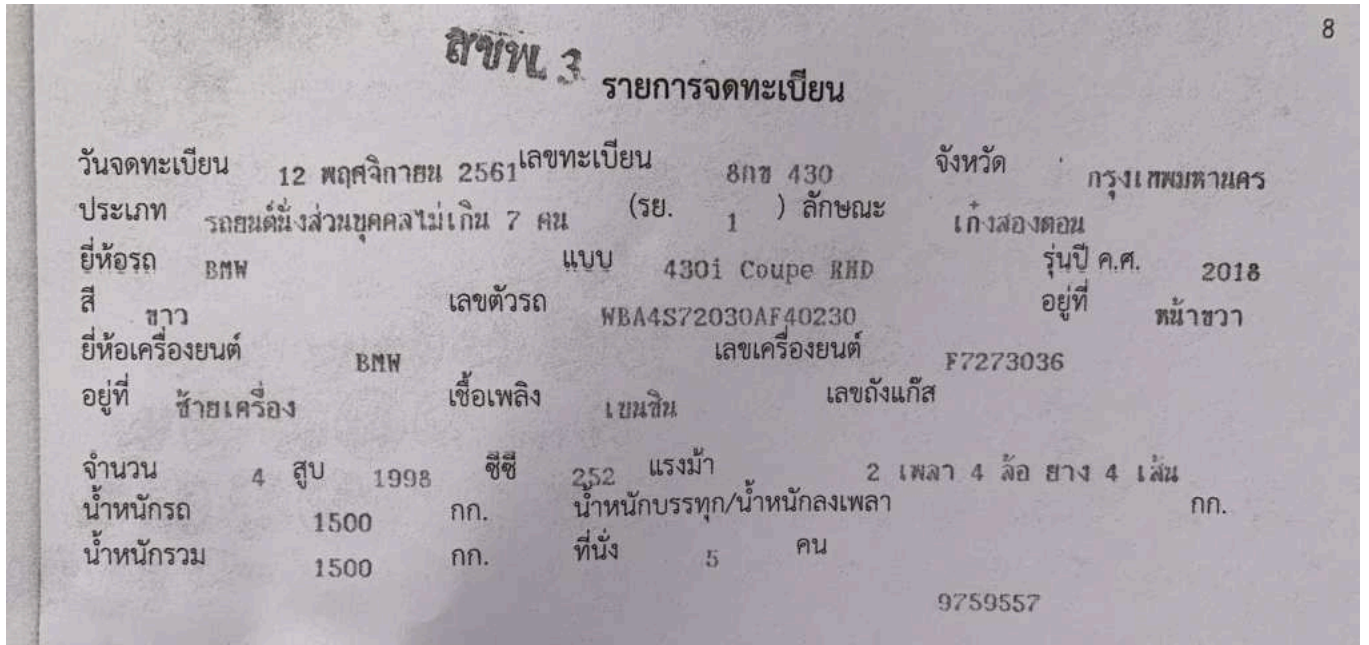 8
สขพ. 3
รายการจดทะเบียน
วันจดทะเบียน 12 พฤศจิกายน 2561 เลขทะเบียน 8กข 430 จังหวัด กรุงเทพมหานคร
ประเภท รถยนต์นั่งส่วนบุคคลไม่เกิน 7 คน (รย. 1 ) ลักษณะ เก๋งสองตอน
ยี่ห้อรถ BMW แบบ 430i Coupe RHD รุ่นปี ค.ศ. 2018
สี ขาว เลขตัวรถ WBA4S72030AF40230 อยู่ที่ หน้าขวา
ยี่ห้อเครื่องยนต์ BMW เลขเครื่องยนต์ F7273036
อยู่ที่ ซ้ายเครื่อง เชื้อเพลิง เบนซิน เลขถังแก๊ส
จำนวน 4 สูบ 1998 ซีซี 252 แรงม้า 2 เพลา 4 ล้อ ยาง 4 เส้น
น้ำหนักรถ 1500 กก. น้ำหนักบรรทุก/น้ำหนักลงเพลา กก.
น้ำหนักรวม 1500 กก. ที่นั่ง 5 คน
9759557